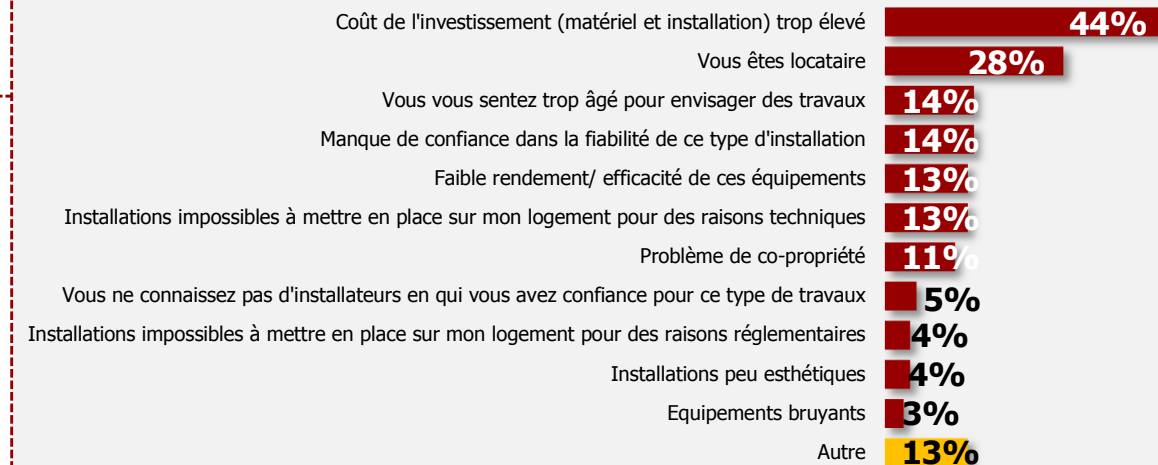 Coût de l'investissement (matériel et installation) trop élevé 44%
Vous êtes locataire 28%
Vous vous sentez trop âgé pour envisager des travaux 14%
Manque de confiance dans la fiabilité de ce type d'installation 14%
Faible rendement/ efficacité de ces équipements 13%
Installations impossibles à mettre en place sur mon logement pour des raisons techniques 13%
Problème de co-propriété 11%
Vous ne connaissez pas d'installateurs en qui vous avez confiance pour ce type de travaux 5%
Installations impossibles à mettre en place sur mon logement pour des raisons réglementaires 4%
Installations peu esthétiques 4%
Equipements bruyants 3%
Autre 13%